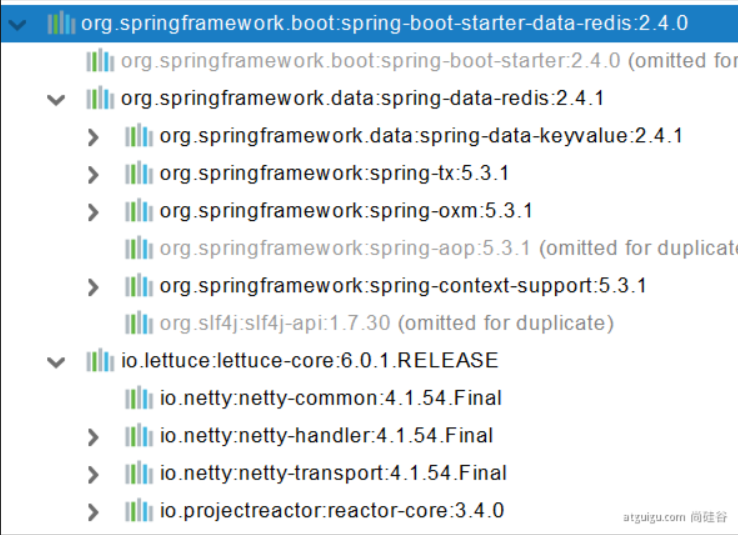 org.springframework.boot:spring-boot-starter-data-redis:2.4.0
org.springframework.boot:spring-boot-starter:2.4.0 (omitted for
org.springframework.data:spring-data-redis:2.4.1
org.springframework.data:spring-data-keyvalue:2.4.1
org.springframework:spring-tx:5.3.1
org.springframework:spring-oxm:5.3.1
org.springframework:spring-aop:5.3.1 (omitted for duplicate
org.springframework:spring-context-support:5.3.1
org.slf4j:slf4j-api:1.7.30 (omitted for duplicate)
io.lettuce:lettuce-core:6.0.1.RELEASE
io.netty:netty-common:4.1.54.Final
io.netty:netty-handler:4.1.54.Final
io.netty:netty-transport:4.1.54.Final
io.projectreactor:reactor-core:3.4.0
atguigu.com 尚硅谷